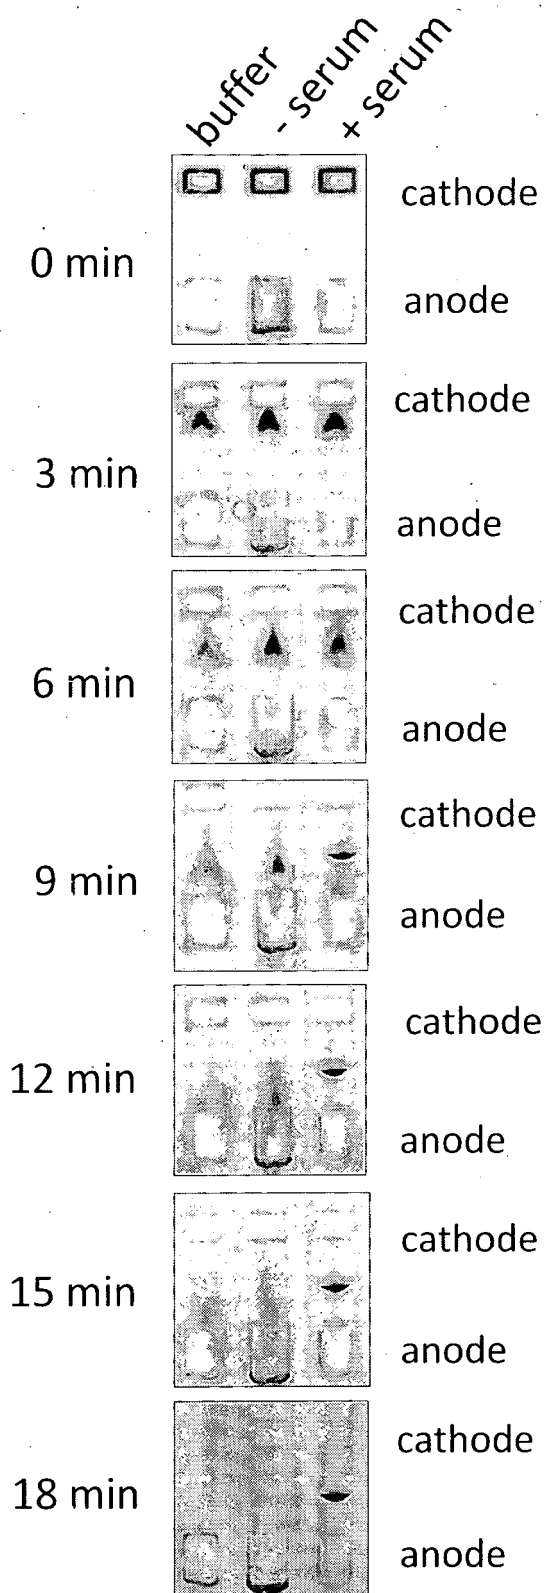 buffer
- serum
+ serum
cathode
0 min
anode
cathode
3 min
anode
cathode
6 min
anode
cathode
9 min
anode
cathode
12 min
anode
cathode
15 min
anode
cathode
18 min
anode